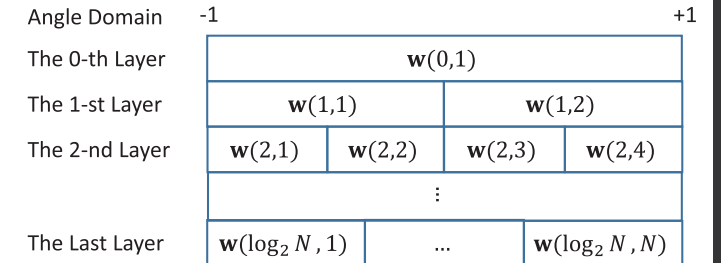 Angle Domain -1 +1
The 0-th Layer w(0,1)
The 1-st Layer w(1,1) w(1,2)
The 2-nd Layer w(2,1) w(2,2) w(2,3) w(2,4)
⋮
The Last Layer w(log₂ N , 1) ... w(log₂ N , N)